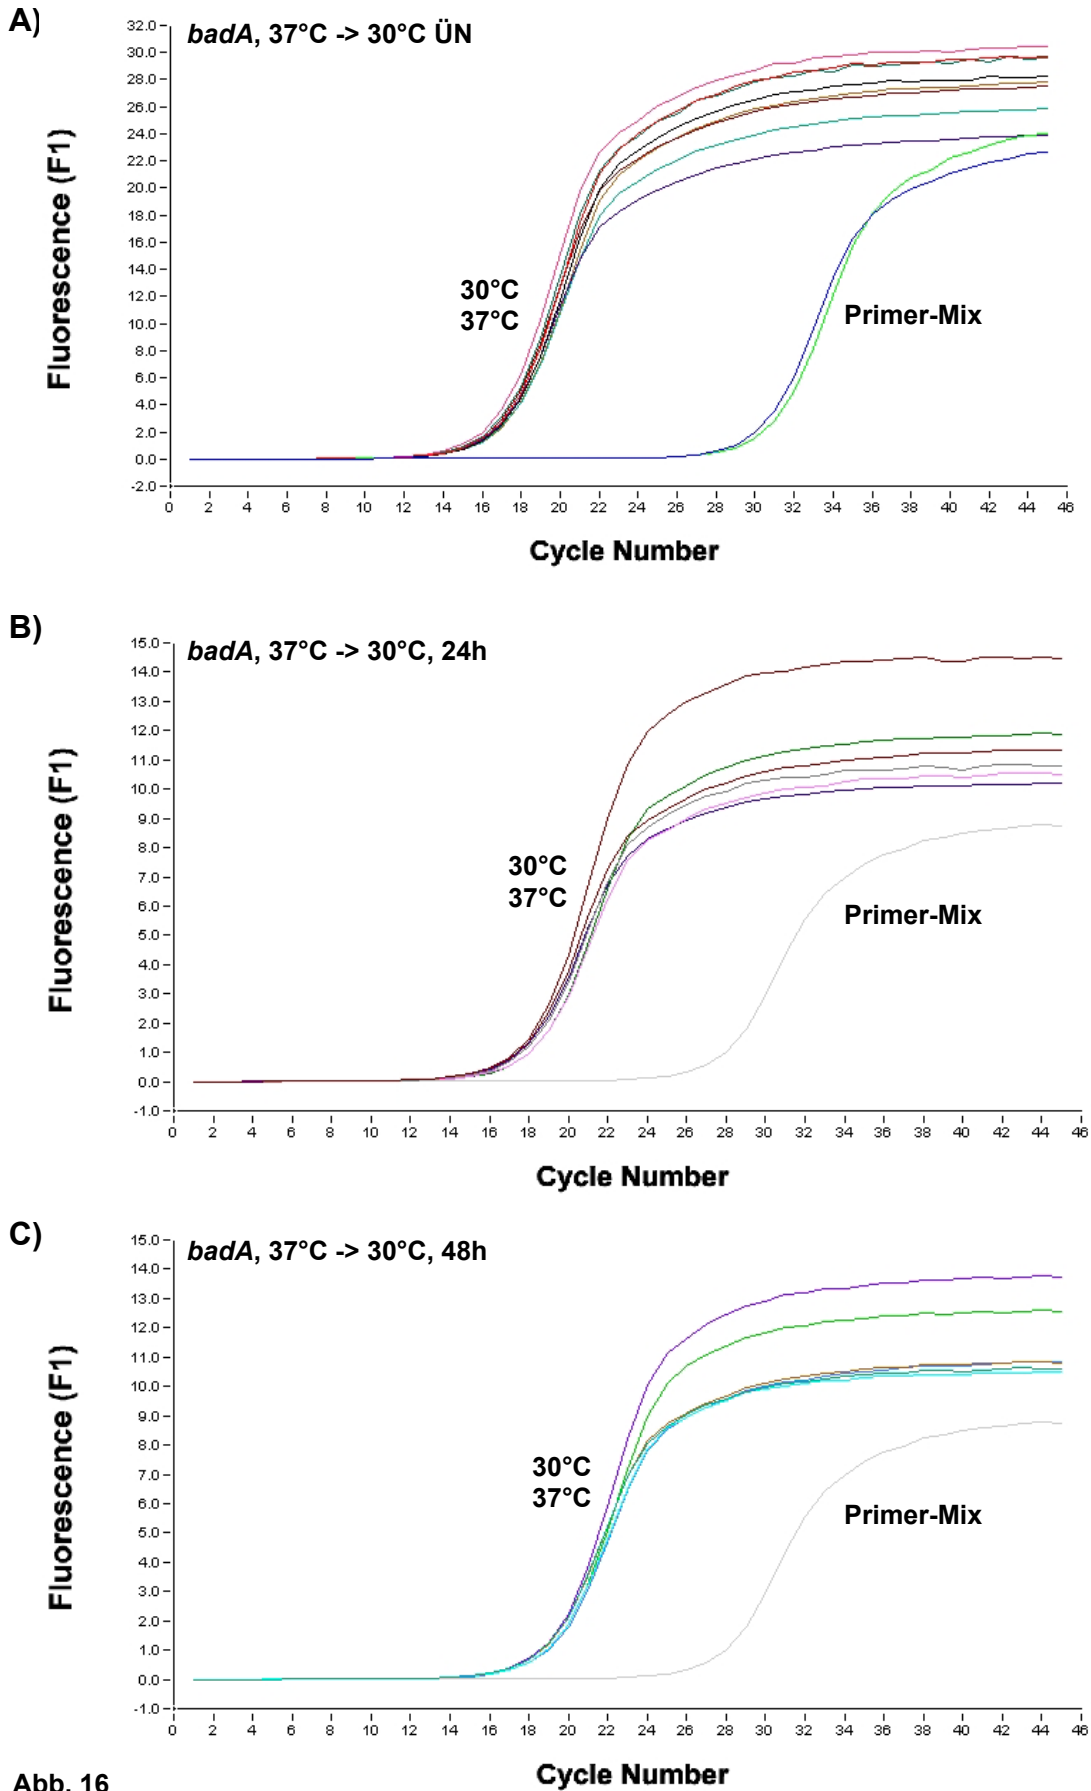 A)
badA, 37°C -> 30°C ÜN
32.0
30.0
28.0
26.0
24.0
22.0
20.0
18.0
16.0
14.0
12.0
10.0
8.0
6.0
4.0
2.0
0.0
-2.0
Fluorescence (F1)
30°C
37°C
Primer-Mix
0 2 4 6 8 10 12 14 16 18 20 22 24 26 28 30 32 34 36 38 40 42 44 46
Cycle Number
B)
badA, 37°C -> 30°C, 24h
15.0
14.0
13.0
12.0
11.0
10.0
9.0
8.0
7.0
6.0
5.0
4.0
3.0
2.0
1.0
0.0
-1.0
Fluorescence (F1)
30°C
37°C
Primer-Mix
0 2 4 6 8 10 12 14 16 18 20 22 24 26 28 30 32 34 36 38 40 42 44 46
Cycle Number
C)
badA, 37°C -> 30°C, 48h
15.0
14.0
13.0
12.0
11.0
10.0
9.0
8.0
7.0
6.0
5.0
4.0
3.0
2.0
1.0
0.0
-1.0
Fluorescence (F1)
30°C
37°C
Primer-Mix
0 2 4 6 8 10 12 14 16 18 20 22 24 26 28 30 32 34 36 38 40 42 44 46
Cycle Number
Abb. 16